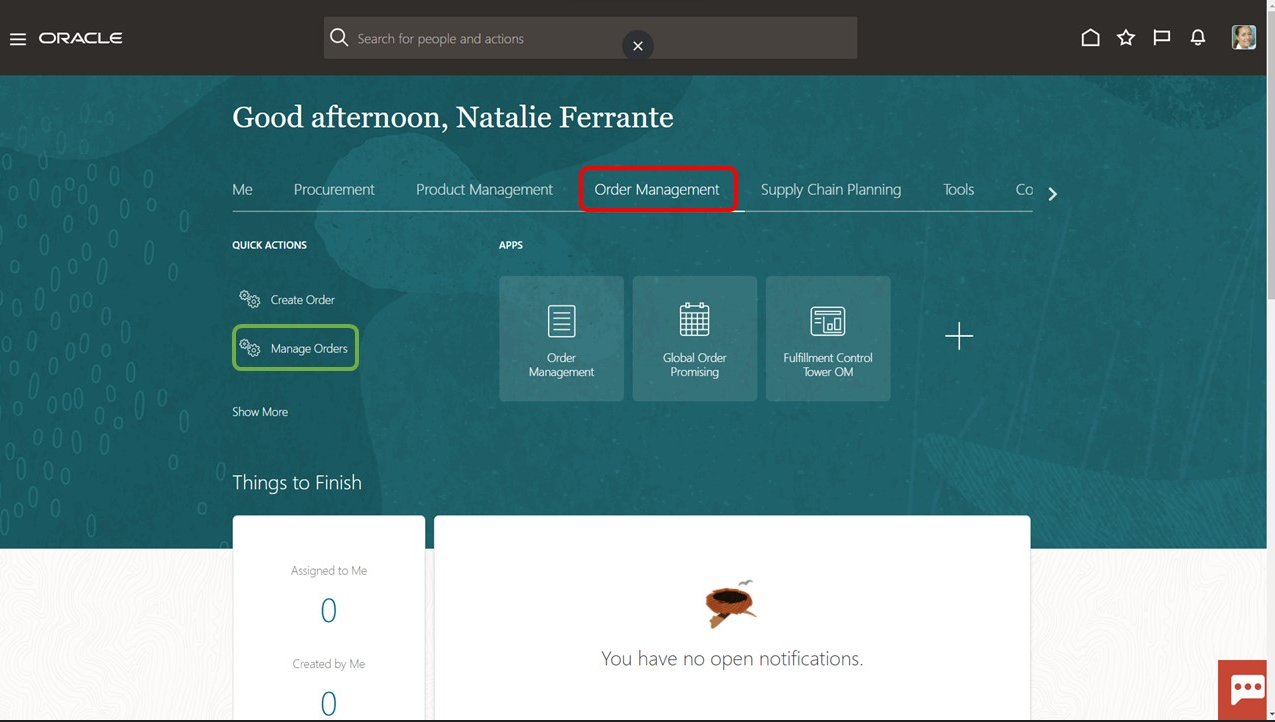 ORACLE
Search for people and actions
Good afternoon, Natalie Ferrante
Me
Procurement
Product Management
Order Management
Supply Chain Planning
Tools
Co
QUICK ACTIONS
Create Order
Manage Orders
Show More
APPS
Order
Management
Global Order
Promising
Fulfillment Control
Tower OM
Things to Finish
Assigned to Me
0
Created by Me
0
You have no open notifications.